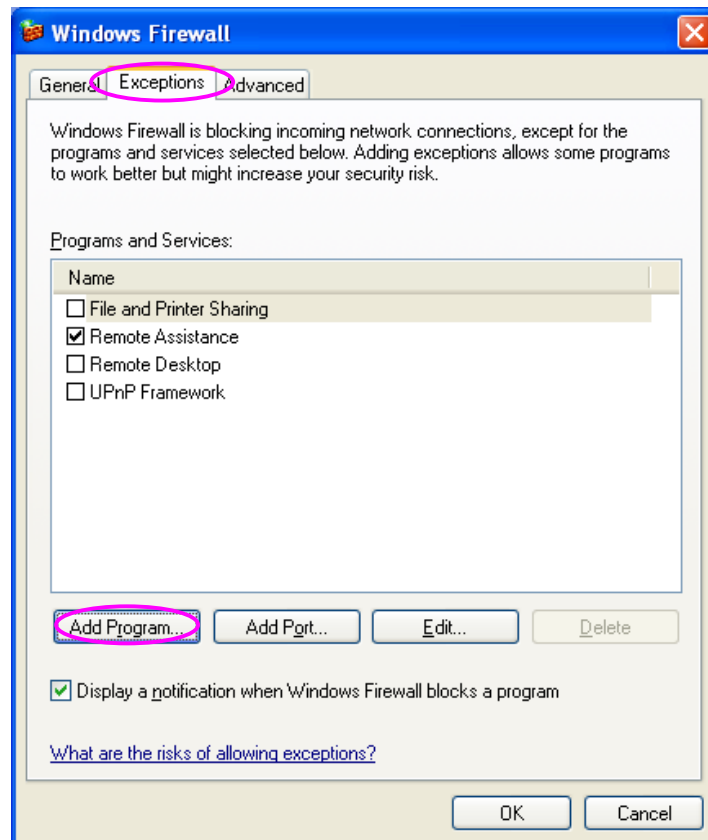 Windows Firewall
General Exceptions Advanced
Windows Firewall is blocking incoming network connections, except for the
programs and services selected below. Adding exceptions allows some programs
to work better but might increase your security risk.
Programs and Services:
Name
File and Printer Sharing
Remote Assistance
Remote Desktop
UPnP Framework
Add Program... Add Port... Edit... Delete
Display a notification when Windows Firewall blocks a program
What are the risks of allowing exceptions?
OK Cancel